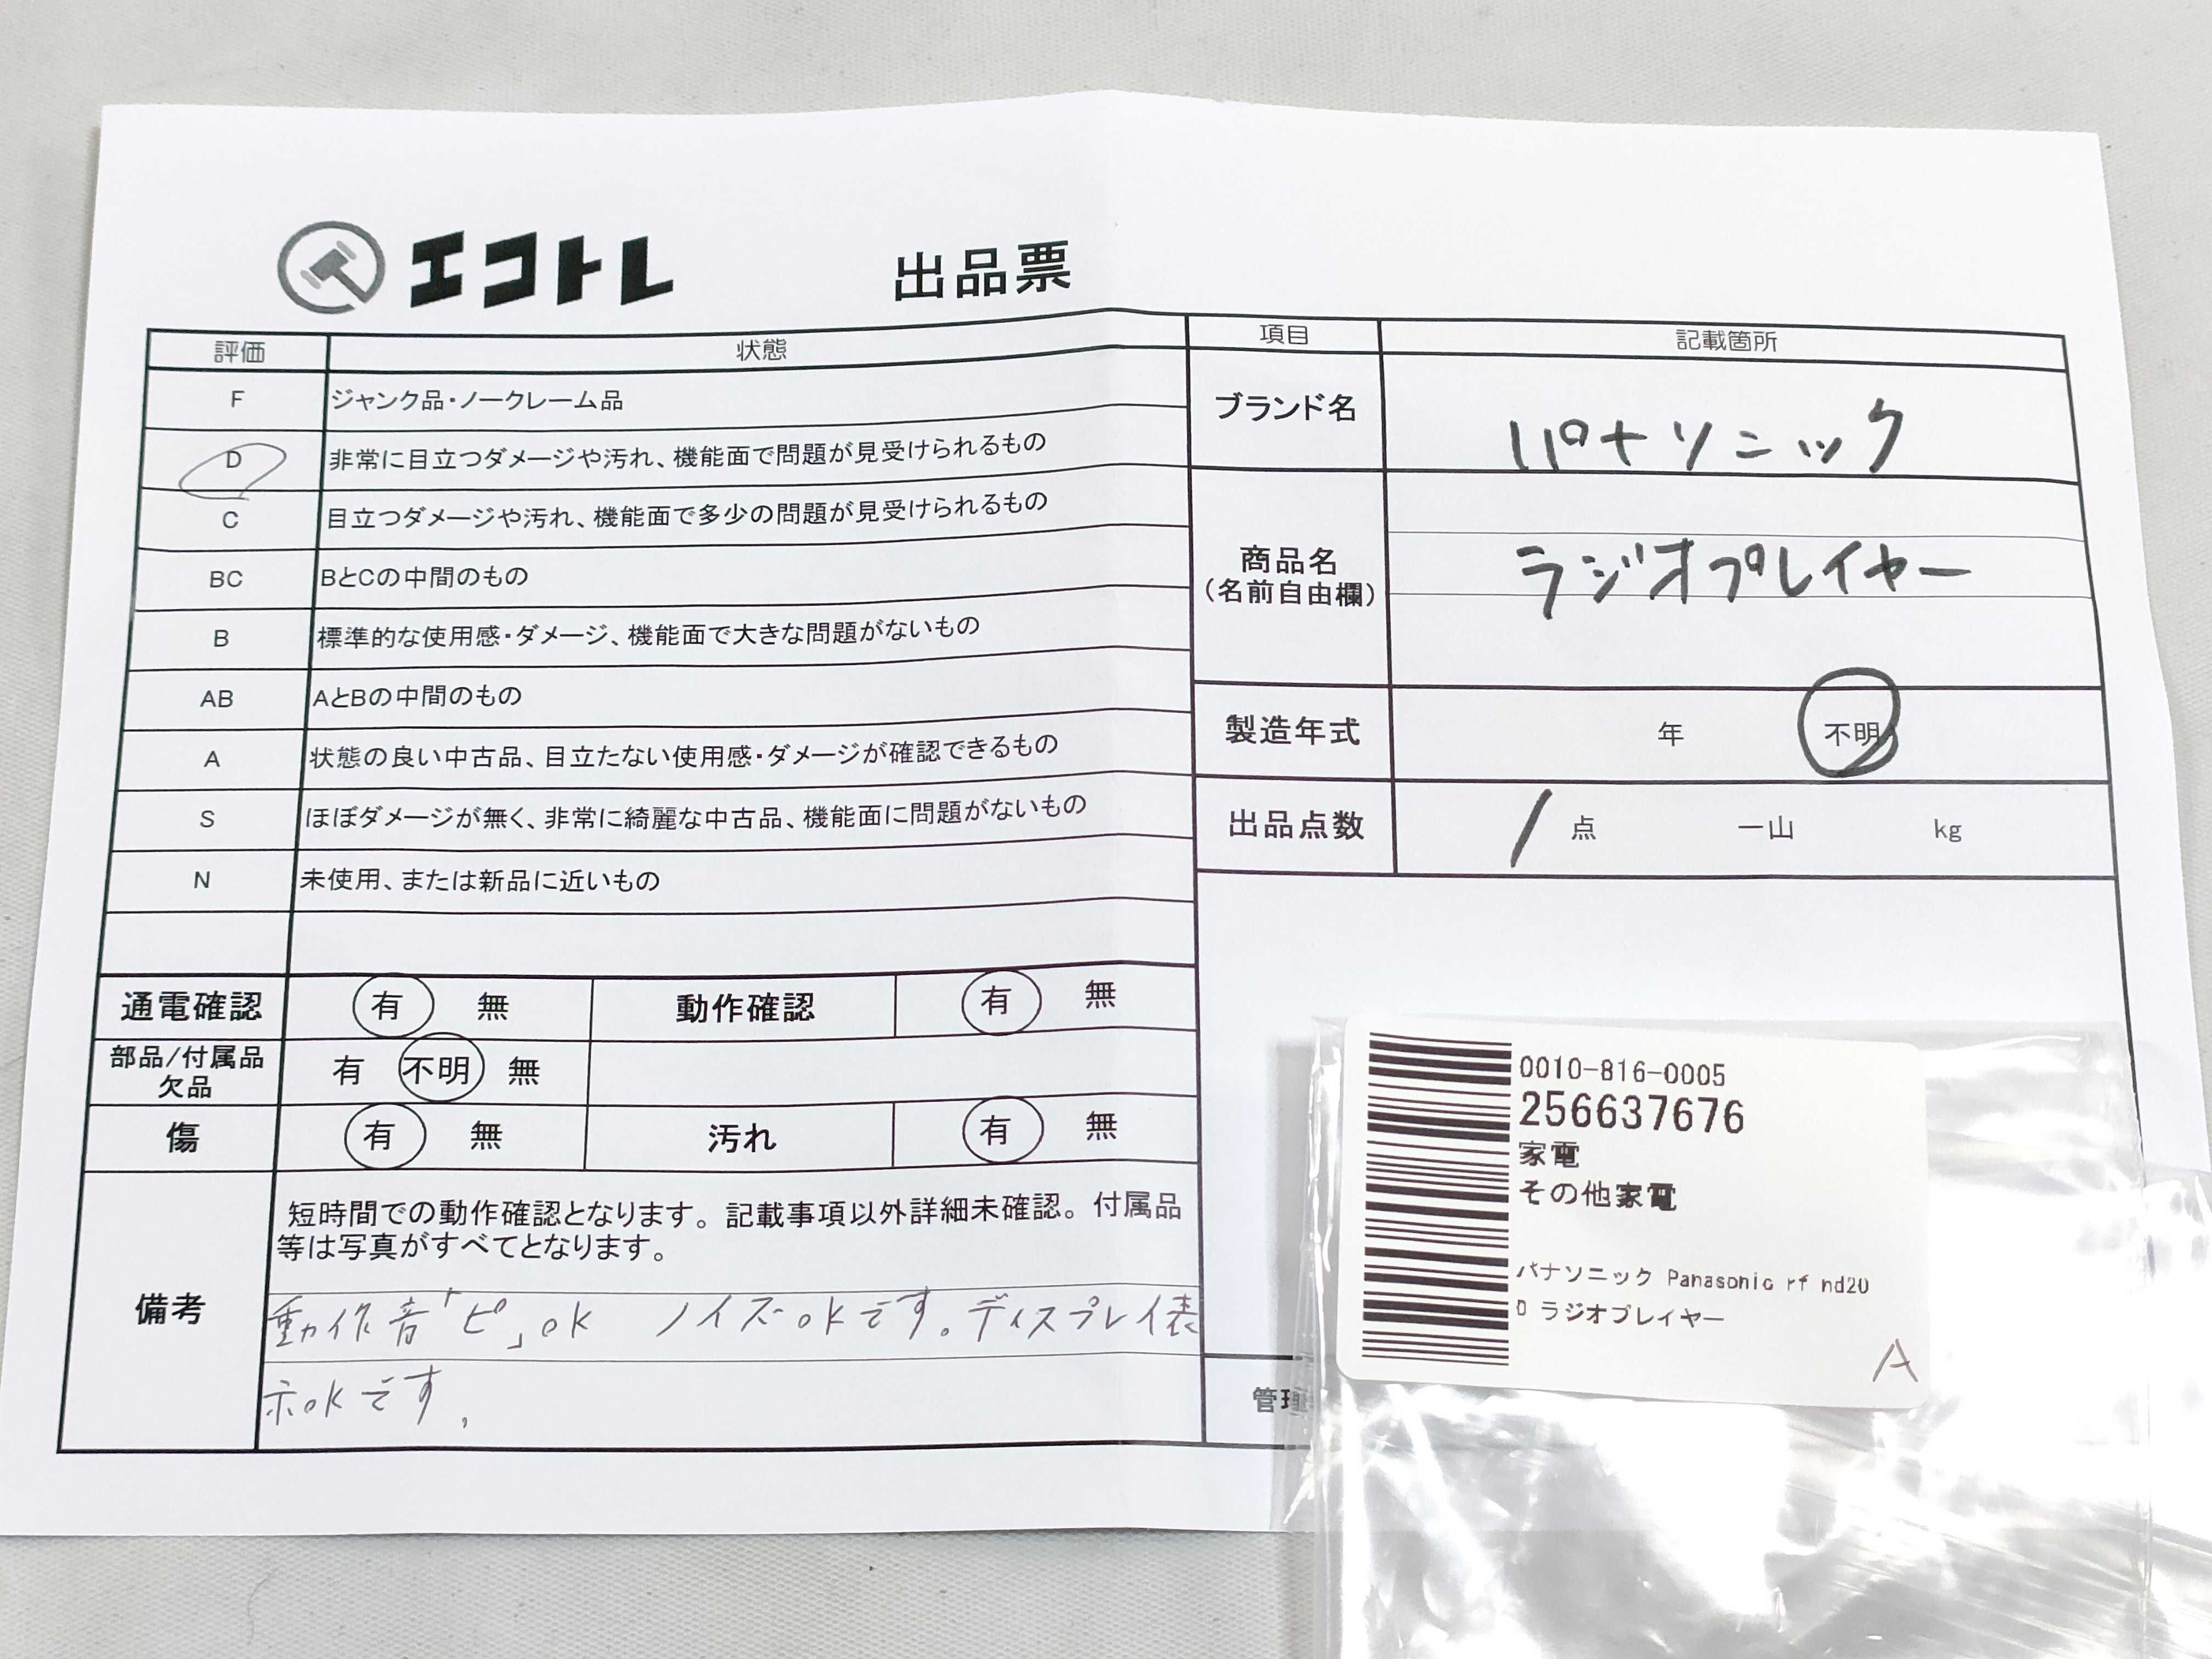 エコトレ 出品票
評価 状態
F ジャンク品・ノークレーム品
D 非常に目立つダメージや汚れ、機能面で問題が見受けられるもの
C 目立つダメージや汚れ、機能面で多少の問題が見受けられるもの
BC BとCの中間のもの
B 標準的な使用感・ダメージ、機能面で大きな問題がないもの
AB AとBの中間のもの
A 状態の良い中古品、目立たない使用感・ダメージが確認できるもの
S ほぼダメージが無く、非常に綺麗な中古品、機能面に問題がないもの
N 未使用、または新品に近いもの
通電確認 有 無 動作確認 有 無
部品/付属品
欠品 有 不明 無
傷 有 無 汚れ 有 無
備考
短時間での動作確認となります。記載事項以外詳細未確認。付属品
等は写真がすべてとなります。
動作音「ピ」ok ノイズokです。ディスプレイ表
示okです。
項目 記載箇所
ブランド名 パナソニック
商品名
(名前自由欄) ラジオプレイヤー
製造年式 年 不明
出品点数 1 点 一山 kg
管理
0010-816-0005
256637676
家電
その他家電
パナソニック Panasonic rf nd20
0 ラジオプレイヤー
A